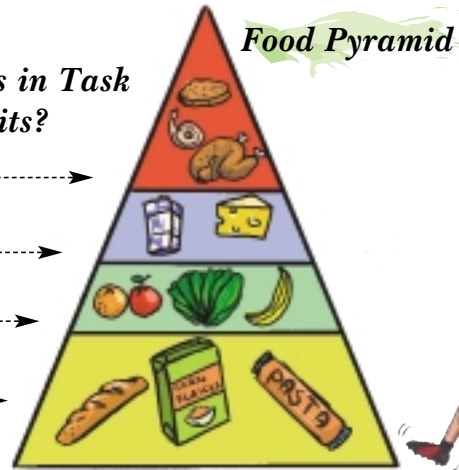 Food Pyramid
s in Task
its?
CORN
FLAKES
PASTA